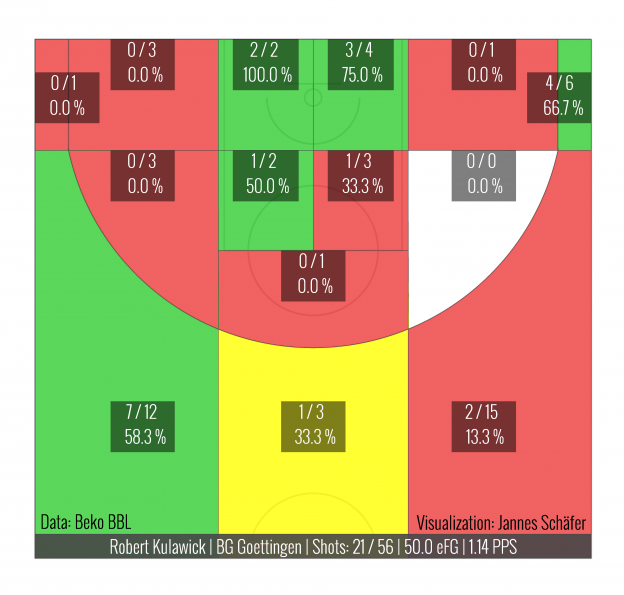 0 / 3
0.0 %
2 / 2
100.0 %
3 / 4
75.0 %
0 / 1
0.0 %
0 / 1
0.0 %
4 / 6
66.7 %
0 / 3
0.0 %
1 / 2
50.0 %
1 / 3
33.3 %
0 / 0
0.0 %
0 / 1
0.0 %
7 / 12
58.3 %
1 / 3
33.3 %
2 / 15
13.3 %
Data: Beko BBL
Visualization: Jannes Schäfer
Robert Kulawick | BG Goettingen | Shots: 21 / 56 | 50.0 eFG | 1.14 PPS